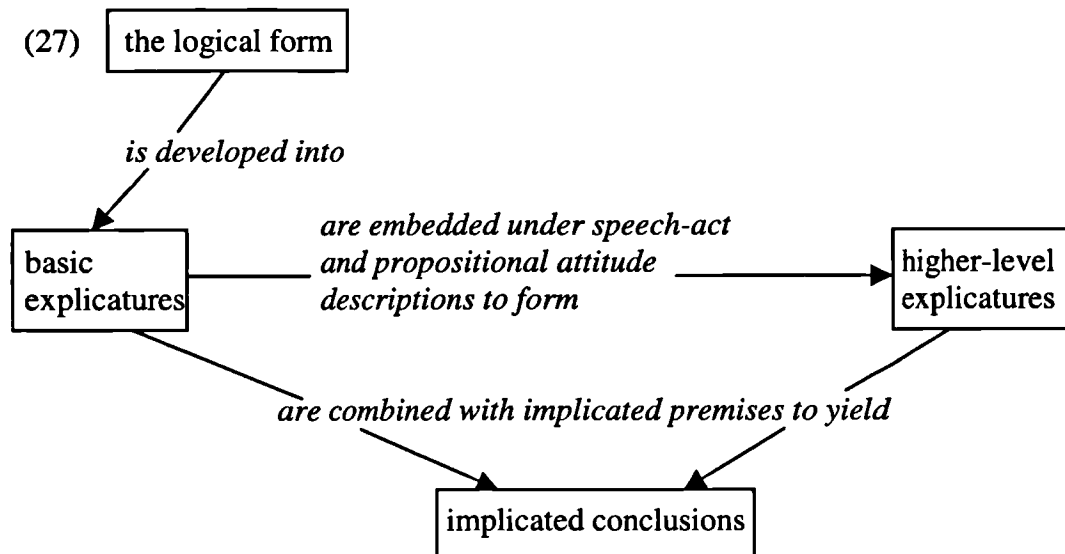 (27) the logical form
is developed into
basic
explicatures
are embedded under speech-act
and propositional attitude
descriptions to form
higher-level
explicatures
are combined with implicated premises to yield
implicated conclusions